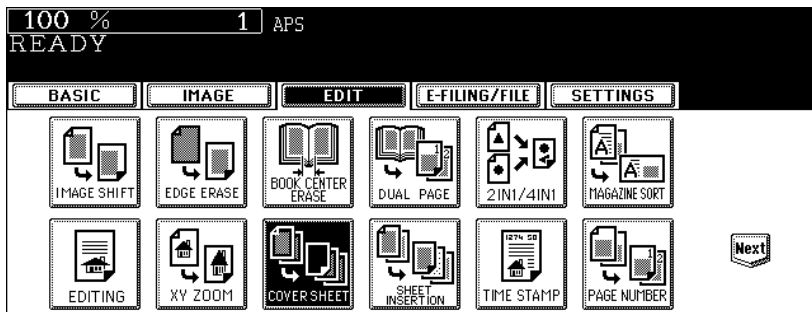 100 % 1 APS
READY
BASIC IMAGE EDIT E-FILING/FILE SETTINGS
IMAGE SHIFT EDGE ERASE BOOK CENTER ERASE DUAL PAGE 2IN1/4IN1 MAGAZINE SORT
EDITING XY ZOOM COVER SHEET SHEET INSERTION TIME STAMP PAGE NUMBER
Next